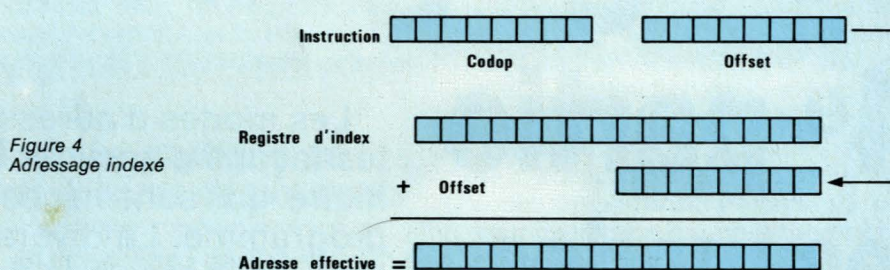 Instruction
Codop
Offset
Registre d'index
Figure 4
Adressage indexé
+ Offset
Adresse effective =